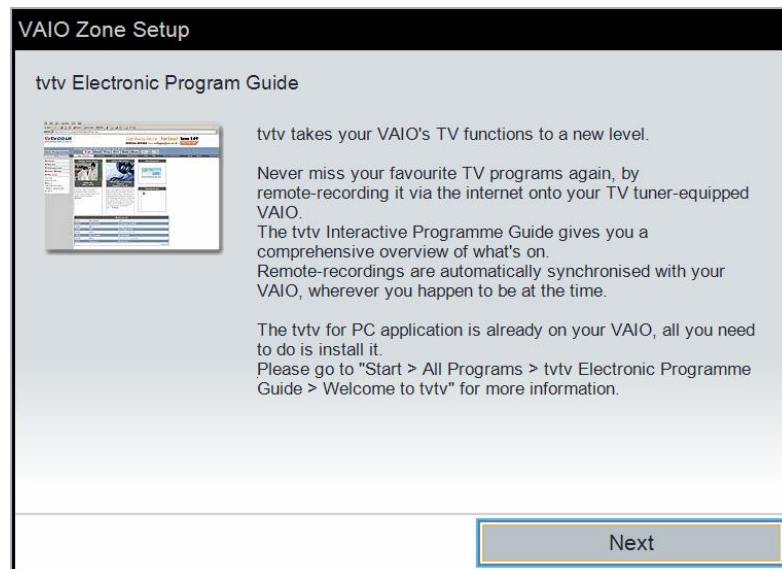 VAIO Zone Setup
tvtv Electronic Program Guide
tvtv takes your VAIO's TV functions to a new level.
Never miss your favourite TV programs again, by
remote-recording it via the internet onto your TV tuner-equipped
VAIO.
The tvtv Interactive Programme Guide gives you a
comprehensive overview of what's on.
Remote-recordings are automatically synchronised with your
VAIO, wherever you happen to be at the time.
The tvtv for PC application is already on your VAIO, all you need
to do is install it.
Please go to "Start > All Programs > tvtv Electronic Programme
Guide > Welcome to tvtv" for more information.
Next